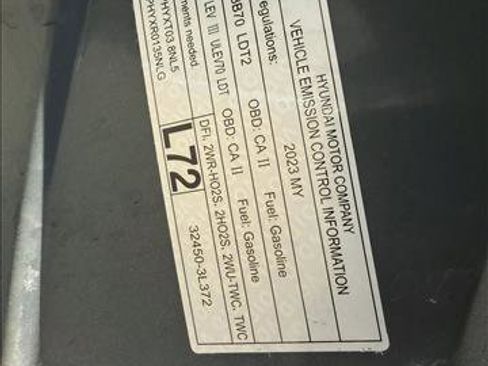 HYUNDAI MOTOR COMPANY
VEHICLE EMISSION CONTROL INFORMATION
egulations: 2023 MY
B70 LDT2 OBD: CA II Fuel: Gasoline
LEV III ULEV70 LDT OBD: CA II Fuel: Gasoline
ments needed. DFI, 2WR-HO2S, 2HO2S, 2WU-TWC, TWC
HYXT03.8NL5
PHYXR0135NLG
L72
32450-3L372